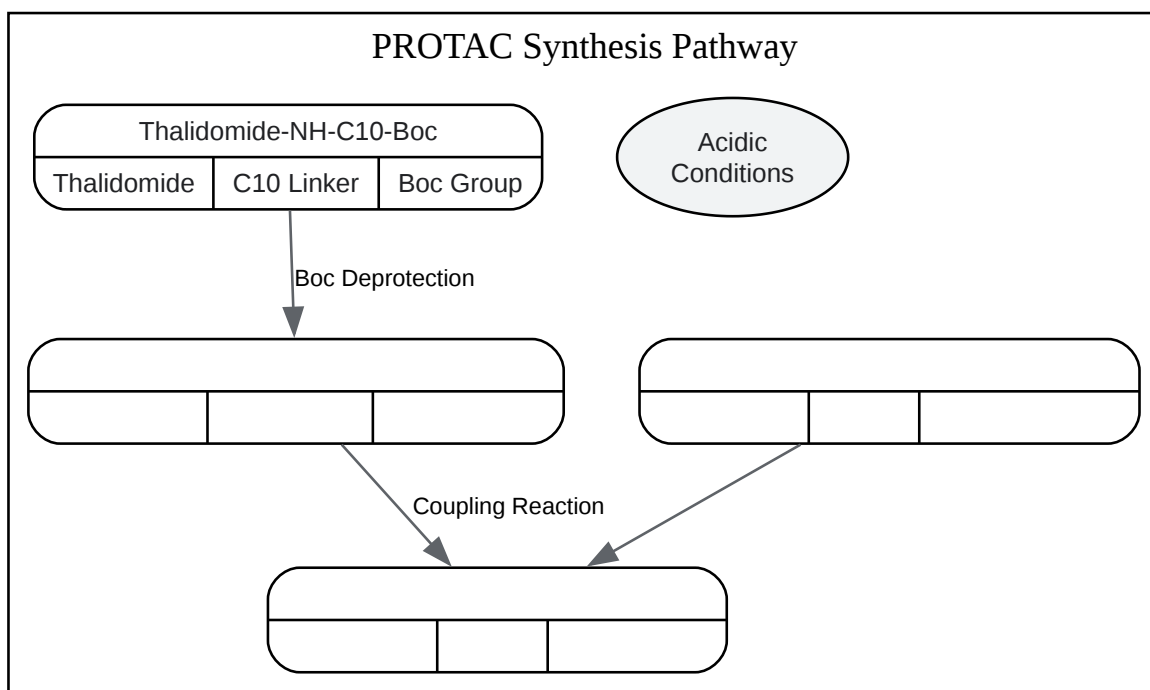 PROTAC Synthesis Pathway
Thalidomide-NH-C10-Boc
Thalidomide
C10 Linker
Boc Group
Acidic
Conditions
Boc Deprotection
Coupling Reaction